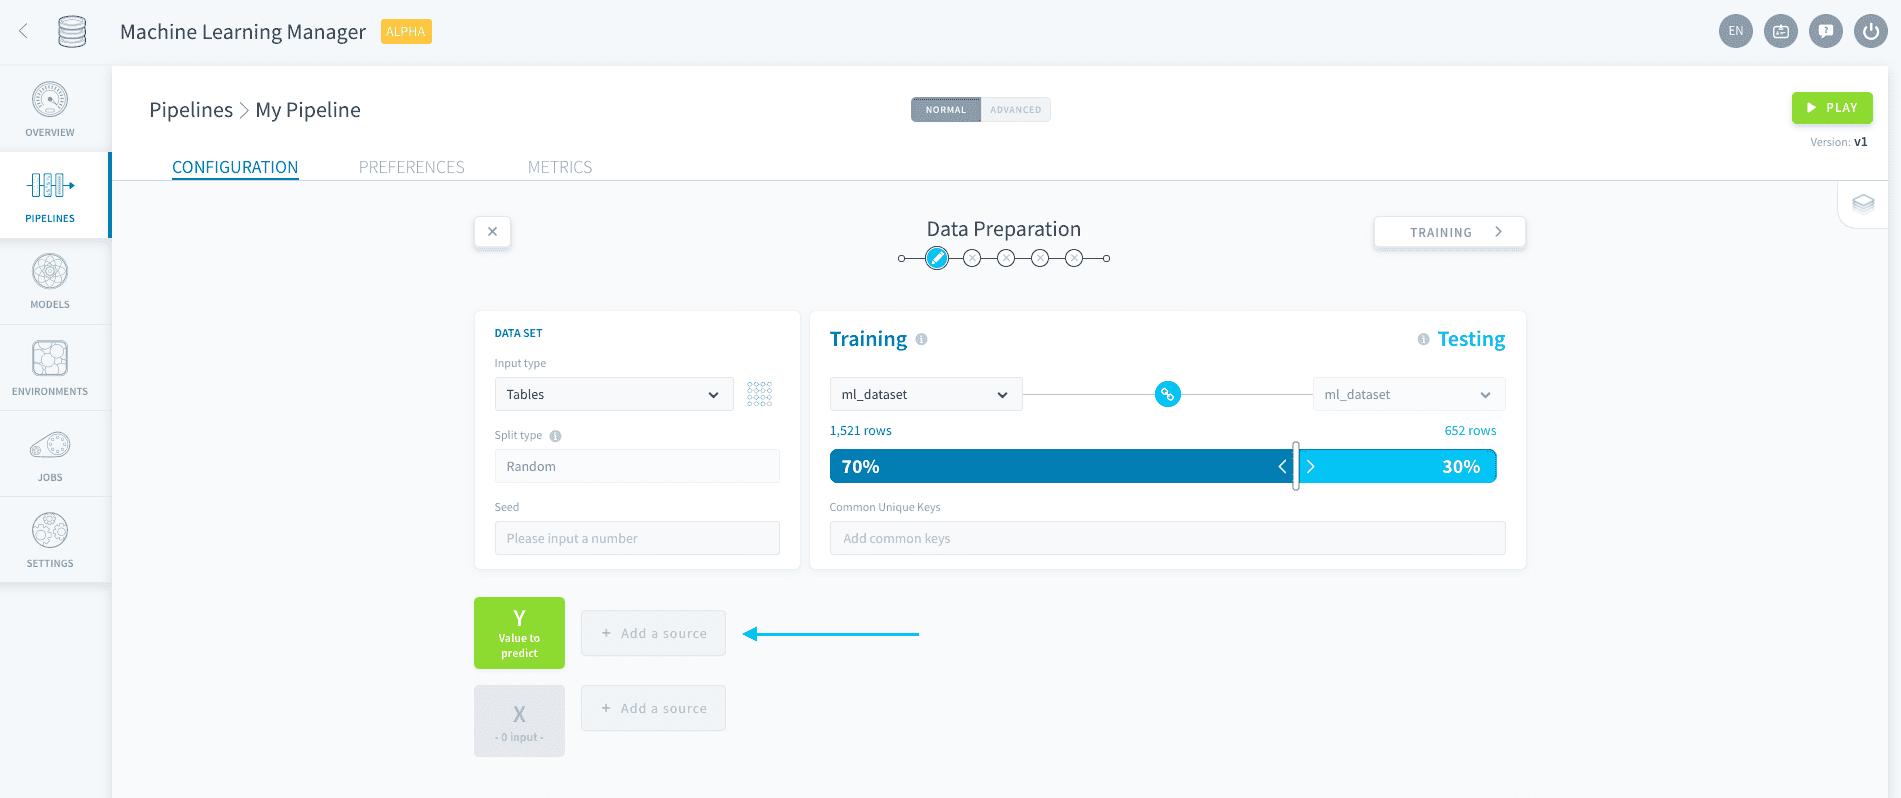 Machine Learning Manager ALPHA
EN
OVERVIEW
PIPELINES
MODELS
ENVIRONMENTS
JOBS
SETTINGS
Pipelines > My Pipeline
NORMAL ADVANCED
PLAY
Version: v1
CONFIGURATION PREFERENCES METRICS
Data Preparation
TRAINING
DATA SET
Input type
Tables
Split type
Random
Seed
Please input a number
Training
Testing
ml_dataset
ml_dataset
1,521 rows
652 rows
70%
30%
Common Unique Keys
Add common keys
Y
Value to
predict
+ Add a source
X
- 0 input -
+ Add a source